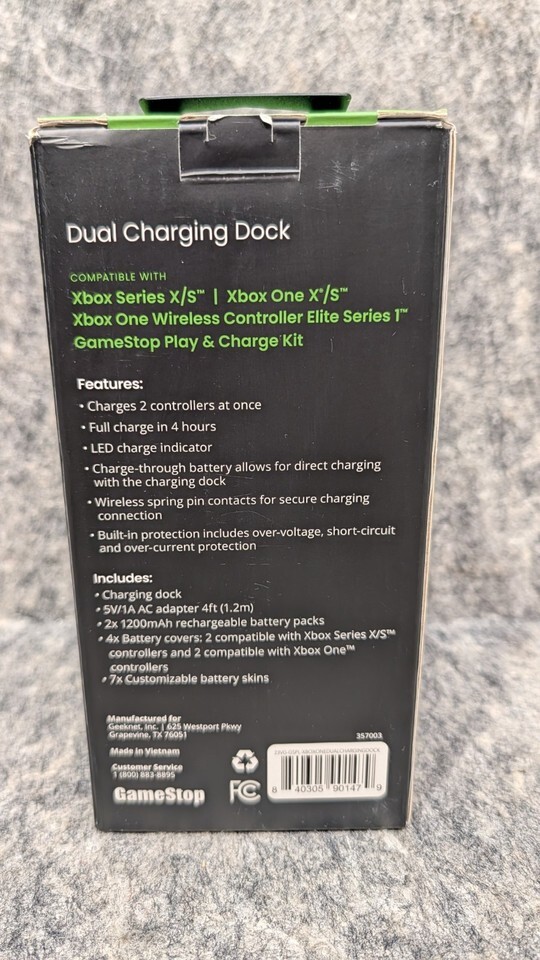 Dual Charging Dock
COMPATIBLE WITH
Xbox Series X/S™ | Xbox One X®/S™
Xbox One Wireless Controller Elite Series 1™
GameStop Play & Charge Kit
Features:
• Charges 2 controllers at once
• Full charge in 4 hours
• LED charge indicator
• Charge-through battery allows for direct charging
with the charging dock
• Wireless spring pin contacts for secure charging
connection
• Built-in protection includes over-voltage, short-circuit
and over-current protection
Includes:
• Charging dock
• 5V/1A AC adapter 4ft (1.2m)
• 2x 1200mAh rechargeable battery packs
• 4x Battery covers: 2 compatible with Xbox Series X/S™
controllers and 2 compatible with Xbox One™
controllers
• 7x Customizable battery skins
Manufactured for
Geeknet, Inc. | 625 Westport Pkwy
Grapevine, TX 76051
Made in Vietnam
Customer Service
1 (800) 883-8895
GameStop
FC
357003
8 40305 90147 9